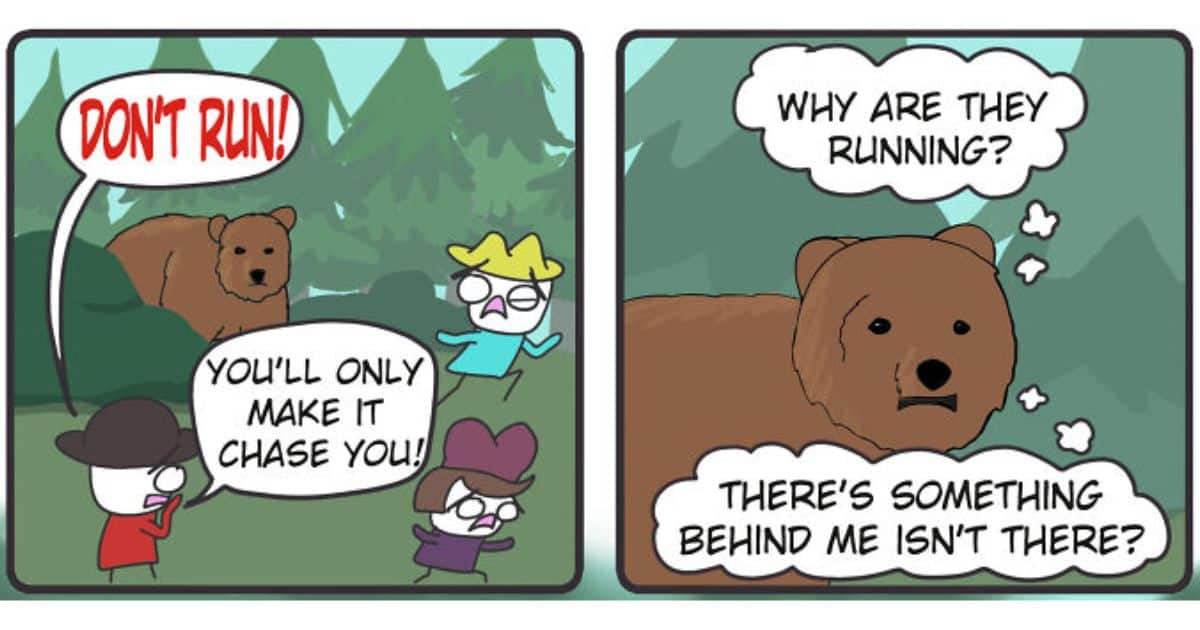 DON'T RUN!
YOU'LL ONLY
MAKE IT
CHASE YOU!
WHY ARE THEY
RUNNING?
THERE'S SOMETHING
BEHIND ME ISN'T THERE?